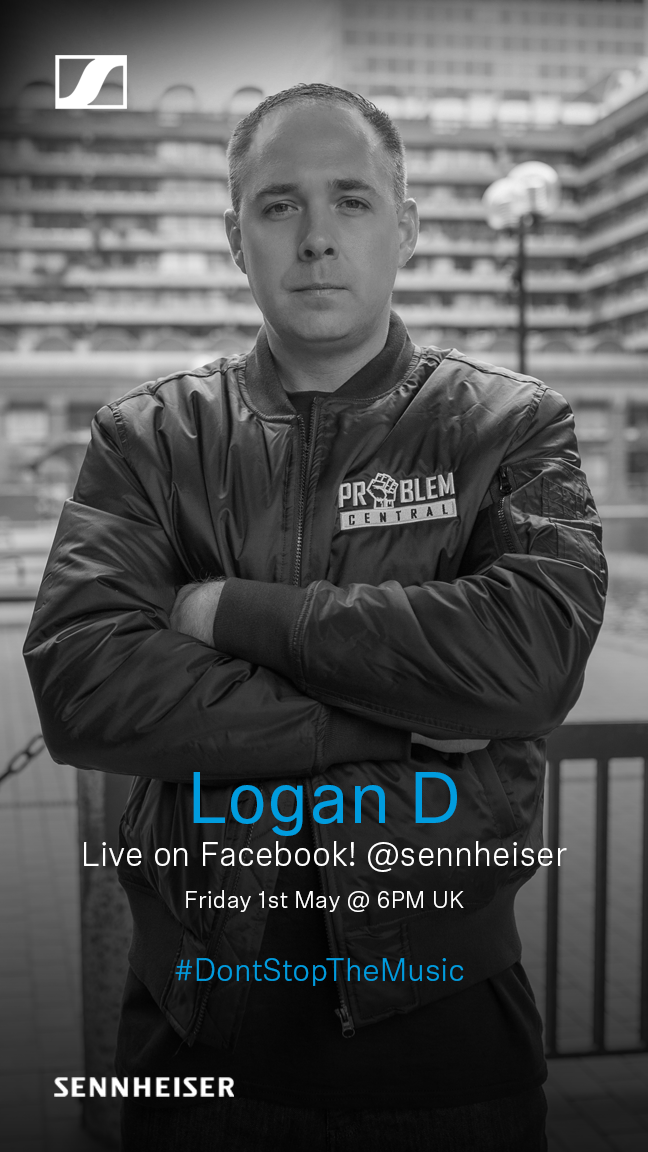 PROBLEM
CENTRAL
Logan D
Live on Facebook! @sennheiser
Friday 1st May @ 6PM UK
#DontStopTheMusic
SENNHEISER